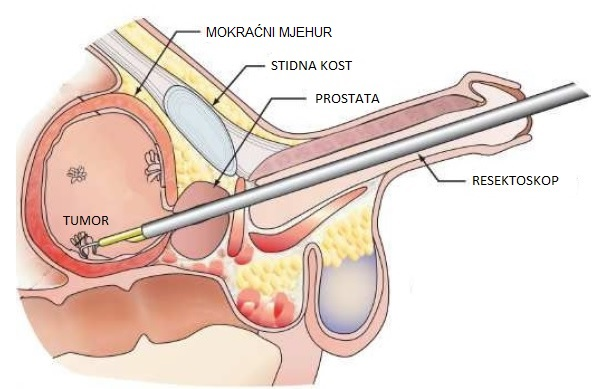 MOKRAĆNI MJEHUR
STIDNA KOST
PROSTATA
RESEKTOSKOP
TUMOR